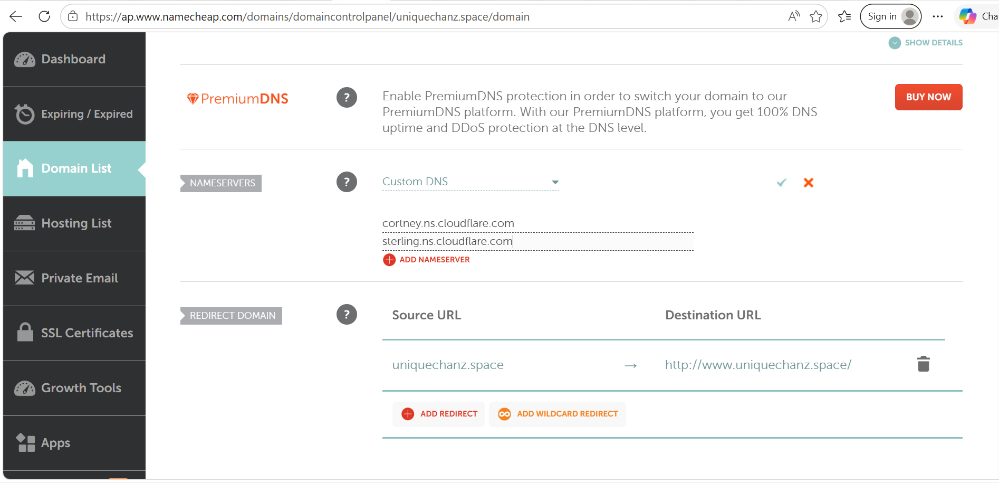 https://ap.www.namecheap.com/domains/domaincontrolpanel/uniquechanz.space/domain
Sign in
Dashboard
Expiring / Expired
Domain List
Hosting List
Private Email
SSL Certificates
Growth Tools
Apps
SHOW DETAILS
PremiumDNS
?
Enable PremiumDNS protection in order to switch your domain to our
PremiumDNS platform. With our PremiumDNS platform, you get 100% DNS
uptime and DDoS protection at the DNS level.
BUY NOW
NAMESERVERS
?
Custom DNS
cortney.ns.cloudflare.com
sterling.ns.cloudflare.com
ADD NAMESERVER
REDIRECT DOMAIN
?
Source URL
Destination URL
uniquechanz.space
→
http://www.uniquechanz.space/
ADD REDIRECT
ADD WILDCARD REDIRECT